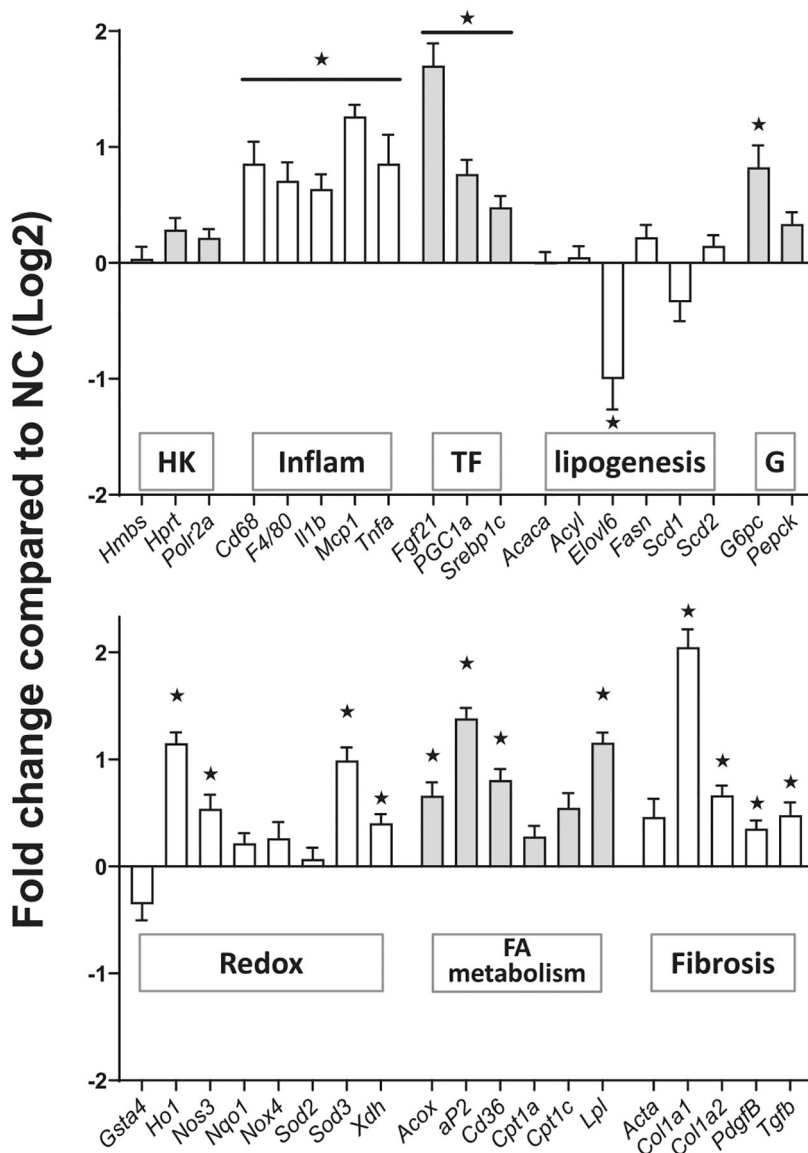 Fold change compared to NC (Log2)
2
1
0
-1
-2
HK
Inflam
TF
lipogenesis
G
Hmbs
Hprt
Polr2a
Cd68
F4/80
Il1b
Mcp1
Tnfa
Fgf21
PGC1a
Srebp1c
Acaca
Acyl
Elovl6
Fasn
Scd1
Scd2
G6pc
Pepck
2
1
0
-1
-2
Redox
FA
metabolism
Fibrosis
Gsta4
Ho1
Nos3
Nqo1
Nox4
Sod2
Sod3
Xdh
Acox
aP2
Cd36
Cpt1a
Cpt1c
Lpl
Acta
Col1a1
Col1a2
PdgfB
Tgfb